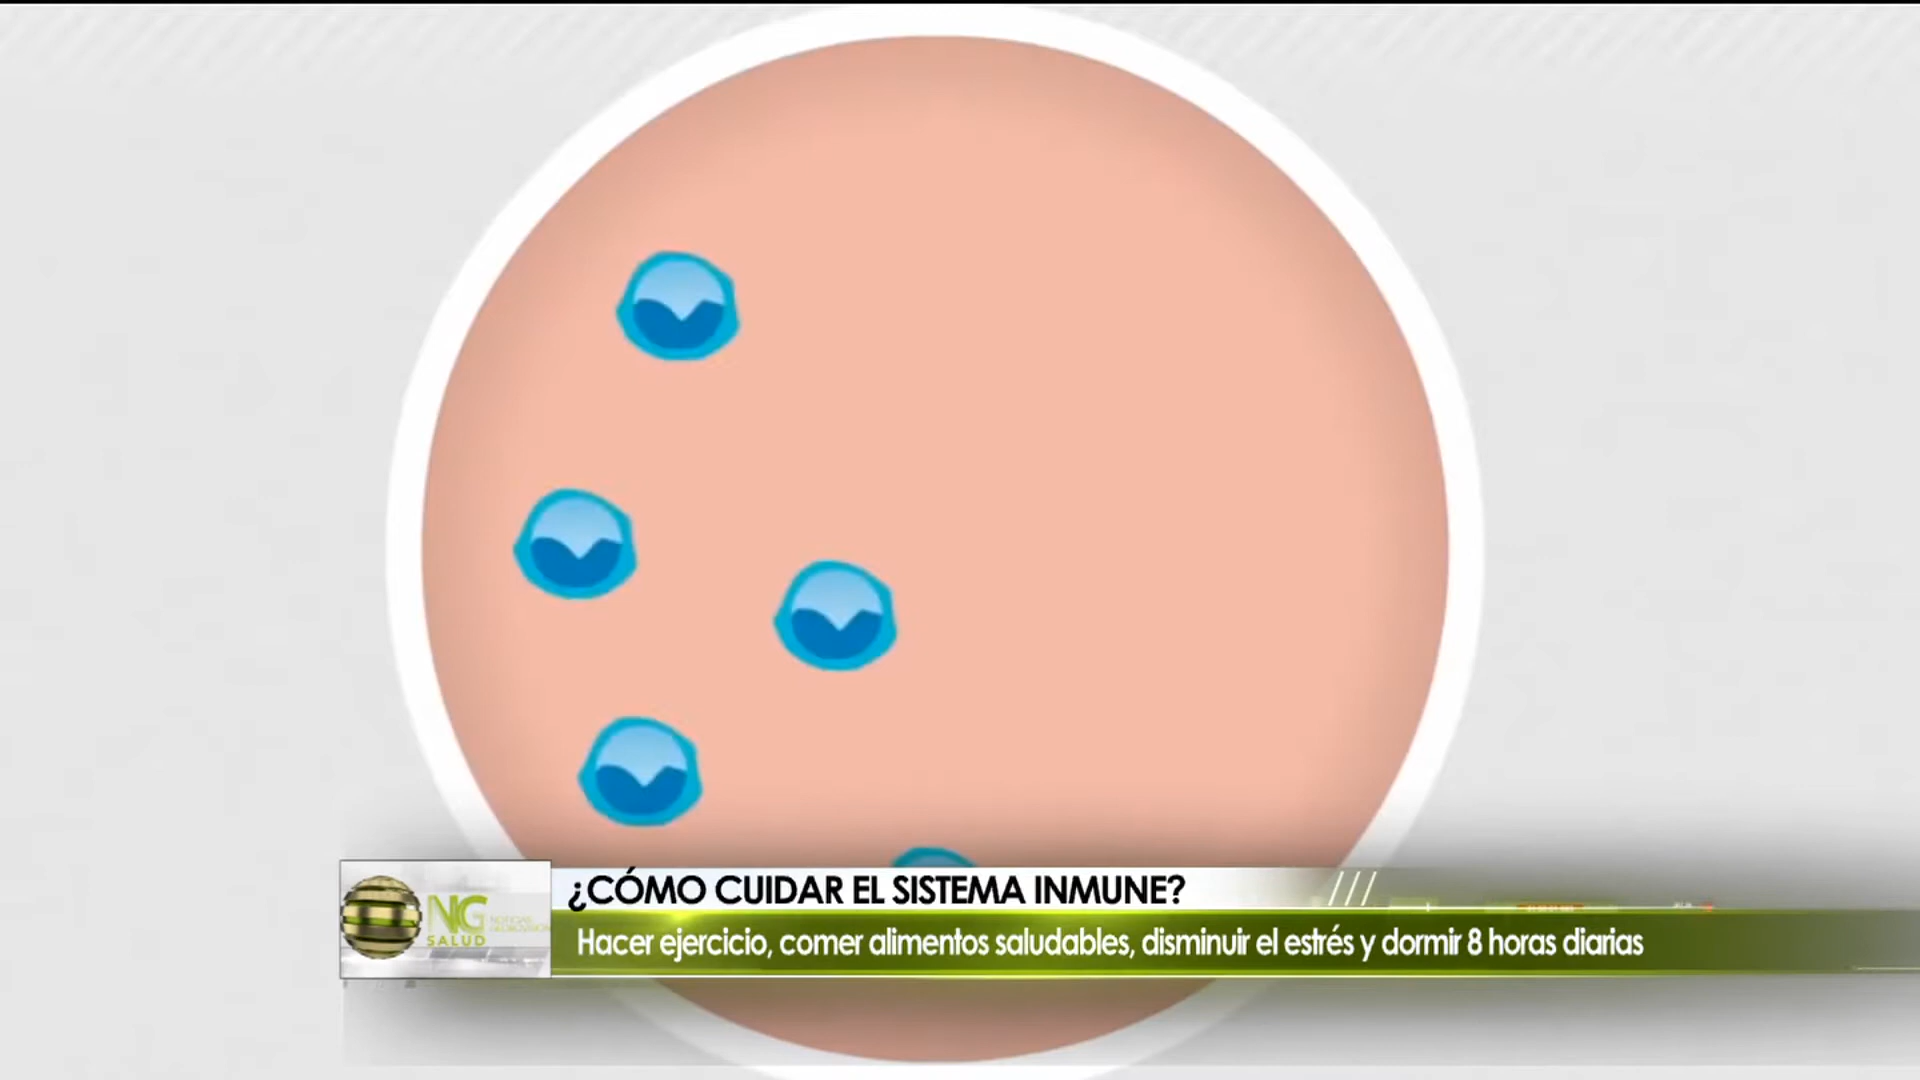 ¿CÓMO CUIDAR EL SISTEMA INMUNE?
NG
SALUD
Hacer ejercicio, comer alimentos saludables, disminuir el estrés y dormir 8 horas diarias